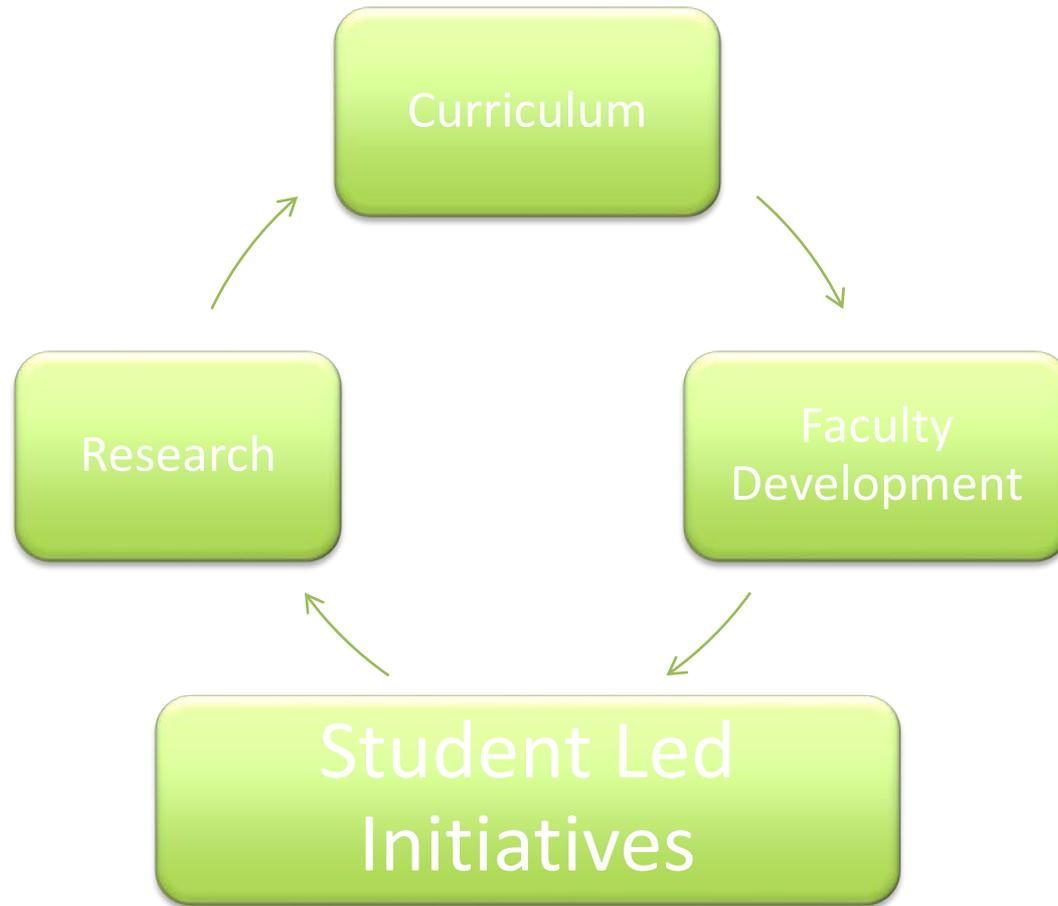 Curriculum
Research
Faculty
Development
Student Led
Initiatives